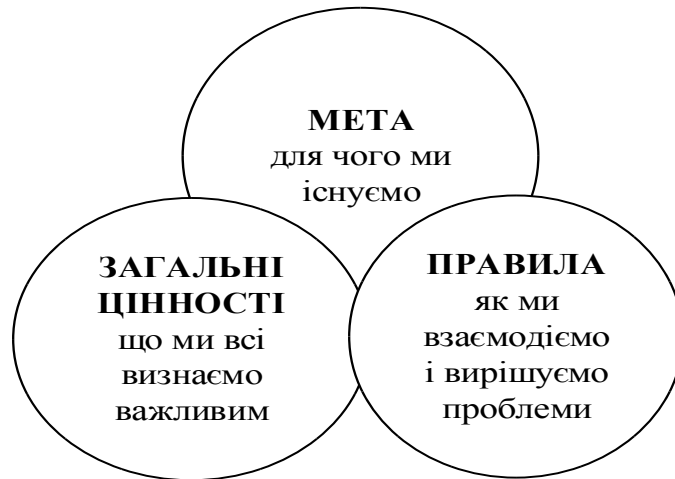 МЕТА
для чого ми
існуємо
ЗАГАЛЬНІ
ЦІННОСТІ
що ми всі
визнаємо
важливим
ПРАВИЛА
як ми
взаємодіємо
і вирішуємо
проблеми